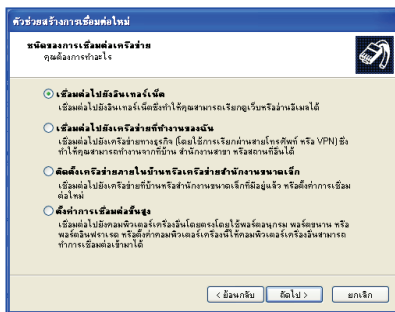 ตัวช่วยสร้างการเชื่อมต่อใหม่
ชนิดของการเชื่อมต่อเครือข่าย
คุณต้องการทำอะไร
เชื่อมต่อไปยังอินเทอร์เน็ต
เชื่อมต่อไปยังอินเทอร์เน็ตซึ่งทำให้คุณสามารถเรียกดูเว็บหรืออ่านอีเมลได้
เชื่อมต่อไปยังเครือข่ายที่ทำงานของฉัน
เชื่อมต่อไปยังเครือข่ายทางธุรกิจ (โดยใช้การเรียกผ่านสายโทรศัพท์ หรือ VPN) ซึ่ง
ทำให้คุณสามารถทำงานจากที่บ้าน สำนักงานสาขา หรือสถานที่อื่นได้
ติดตั้งเครือข่ายภายในบ้านหรือเครือข่ายสำนักงานขนาดเล็ก
เชื่อมต่อไปยังเครือข่ายที่บ้านหรือสำนักงานขนาดเล็กที่มีอยู่แล้ว หรือตั้งค่าการเชื่อม
ต่อใหม่
ตั้งค่าการเชื่อมต่อขั้นสูง
เชื่อมต่อไปยังคอมพิวเตอร์เครื่องอื่นโดยตรงโดยใช้พอร์ตอนุกรม พอร์ตขนาน หรือ
พอร์ตอินฟราเรด หรือตั้งค่าคอมพิวเตอร์เครื่องนี้ให้คอมพิวเตอร์เครื่องอื่นสามารถ
ทำการเชื่อมต่อเข้ามาได้
< ย้อนกลับ ถัดไป > ยกเลิก